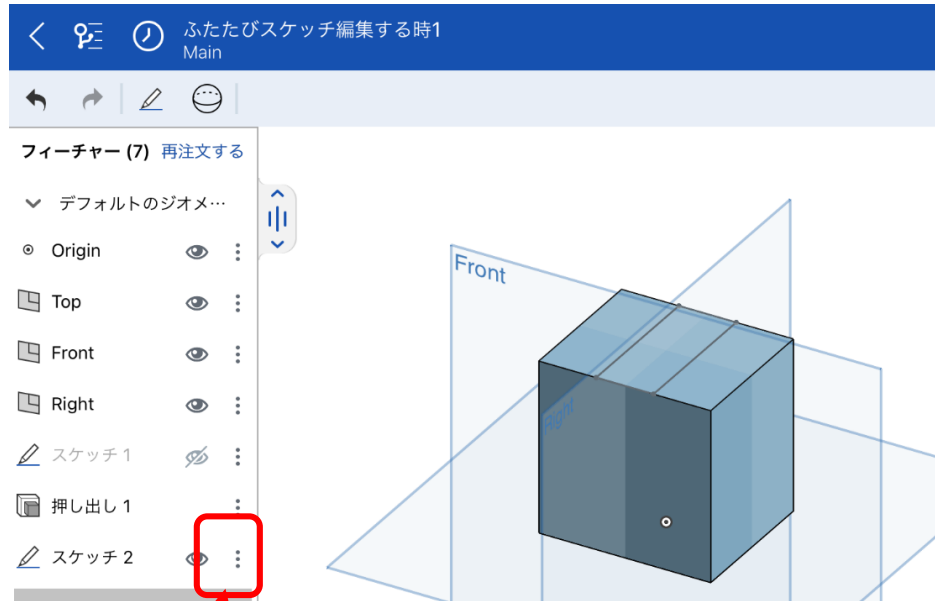 ふたたびスケッチ編集する時1
Main
フィーチャー (7) 再注文する
デフォルトのジオメ…
Origin
Top
Front
Right
スケッチ 1
押し出し 1
スケッチ 2
Front
Right